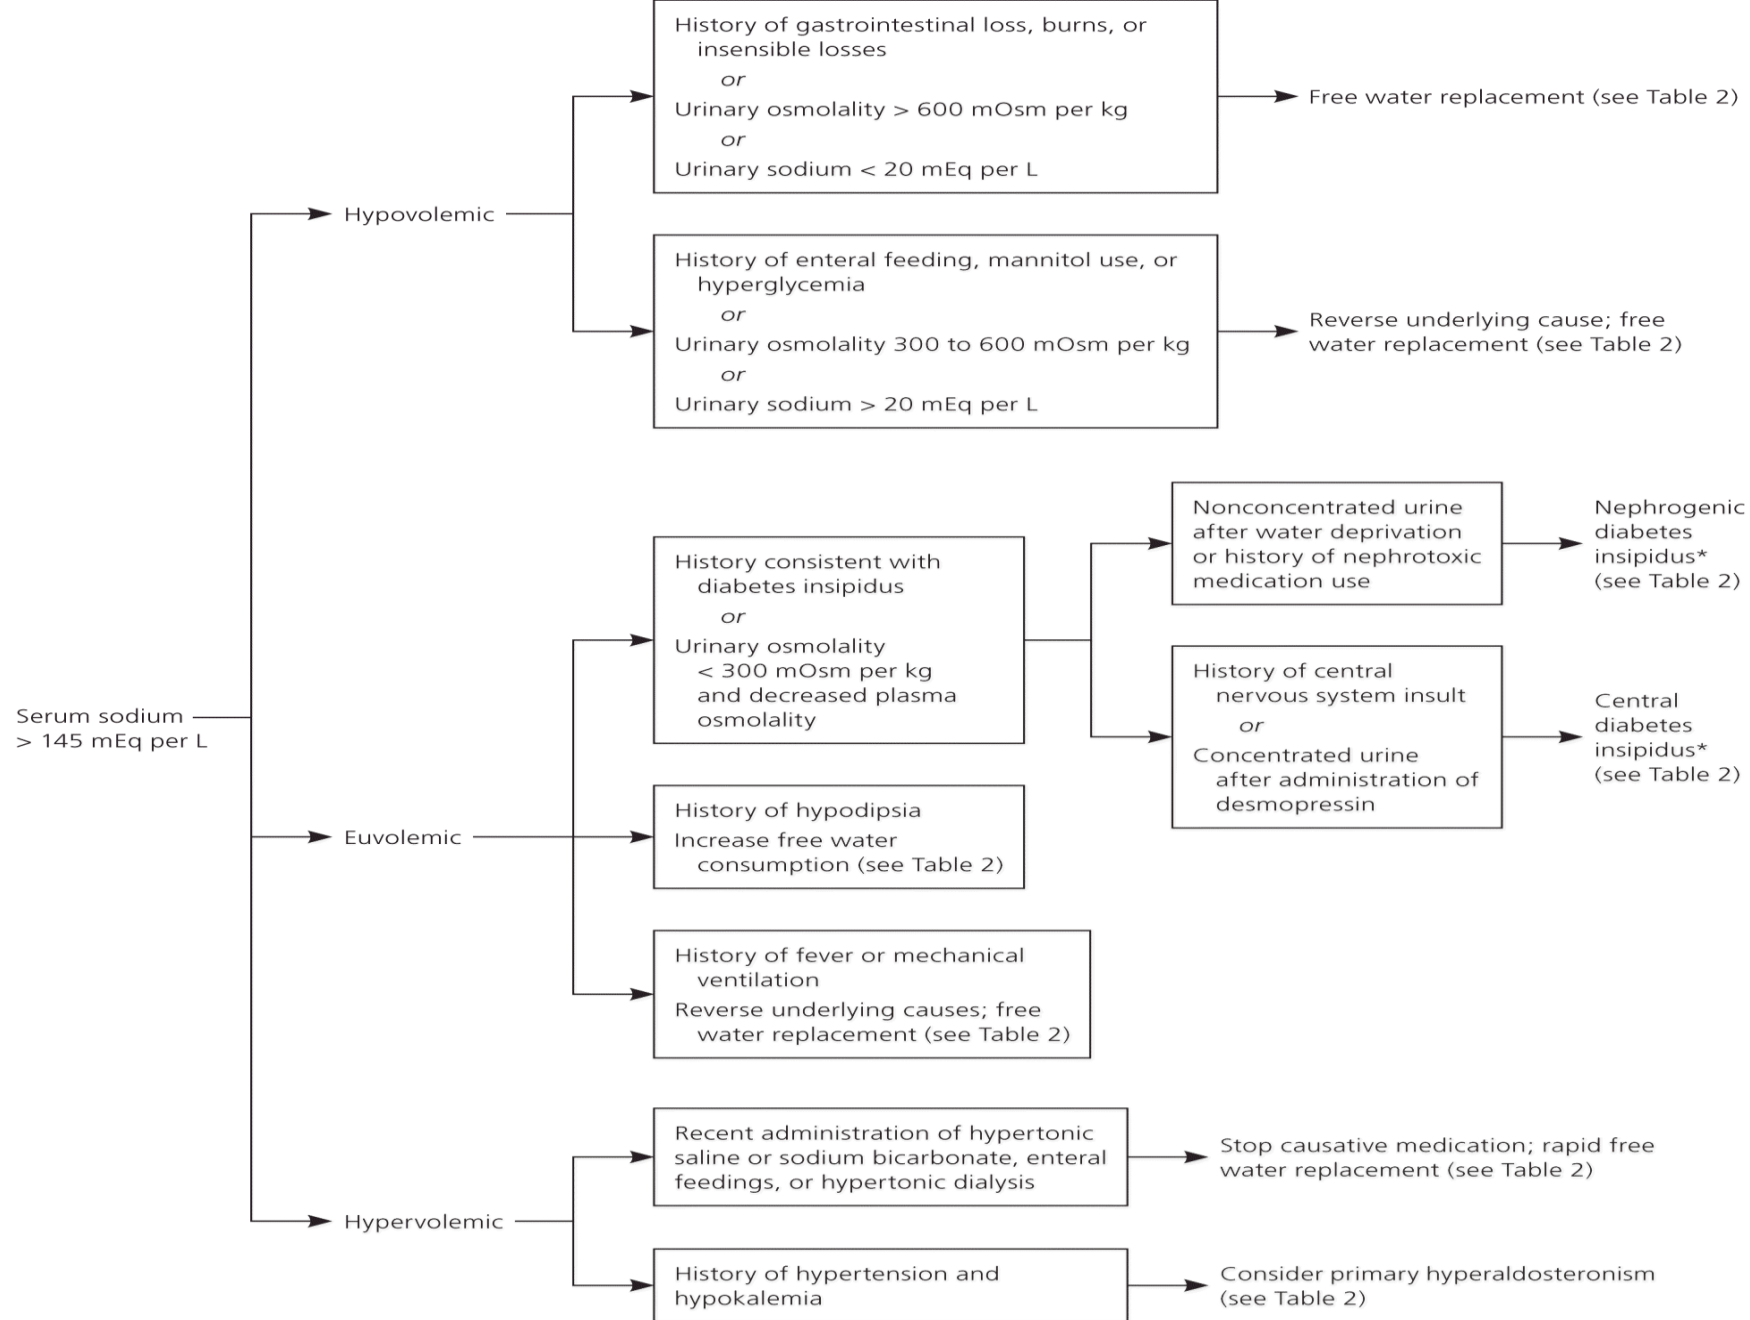 History of gastrointestinal loss, burns, or
insensible losses
or
Urinary osmolality > 600 mOsm per kg
or
Urinary sodium < 20 mEq per L
Free water replacement (see Table 2)
Hypovolemic
History of enteral feeding, mannitol use, or
hyperglycemia
or
Urinary osmolality 300 to 600 mOsm per kg
or
Urinary sodium > 20 mEq per L
Reverse underlying cause; free
water replacement (see Table 2)
Serum sodium
> 145 mEq per L
Euvolemic
History consistent with
diabetes insipidus
or
Urinary osmolality
< 300 mOsm per kg
and decreased plasma
osmolality
Nonconcentrated urine
after water deprivation
or history of nephrotoxic
medication use
Nephrogenic
diabetes
insipidus*
(see Table 2)
History of central
nervous system insult
or
Concentrated urine
after administration of
desmopressin
Central
diabetes
insipidus*
(see Table 2)
History of hypodipsia
Increase free water
consumption (see Table 2)
History of fever or mechanical
ventilation
Reverse underlying causes; free
water replacement (see Table 2)
Hypervolemic
Recent administration of hypertonic
saline or sodium bicarbonate, enteral
feedings, or hypertonic dialysis
Stop causative medication; rapid free
water replacement (see Table 2)
History of hypertension and
hypokalemia
Consider primary hyperaldosteronism
(see Table 2)